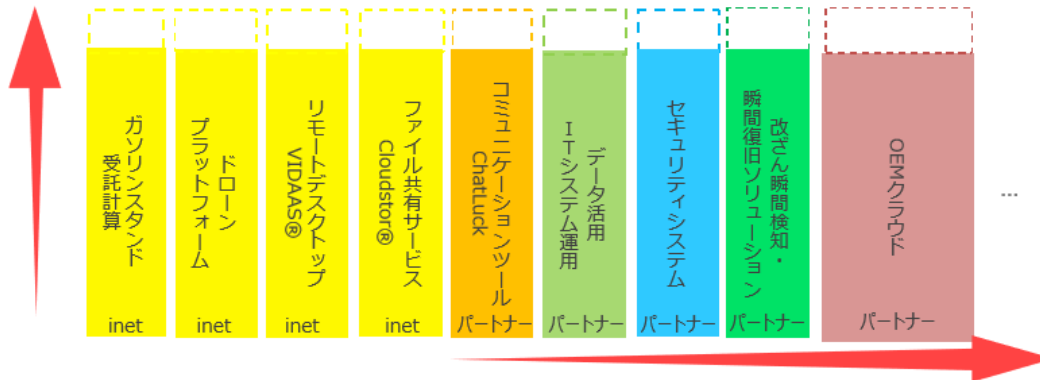 ガソリンスタンド
受託計算
inet
ドローン
プラットフォーム
inet
リモートデスクトップ
VIDAAS®
inet
ファイル共有サービス
Cloudstor®
inet
コミュニケーションツール
ChatLuck
パートナー
データ活用
ITシステム運用
パートナー
セキュリティシステム
パートナー
改ざん瞬間検知・
瞬間復旧ソリューション
パートナー
OEMクラウド
パートナー
...